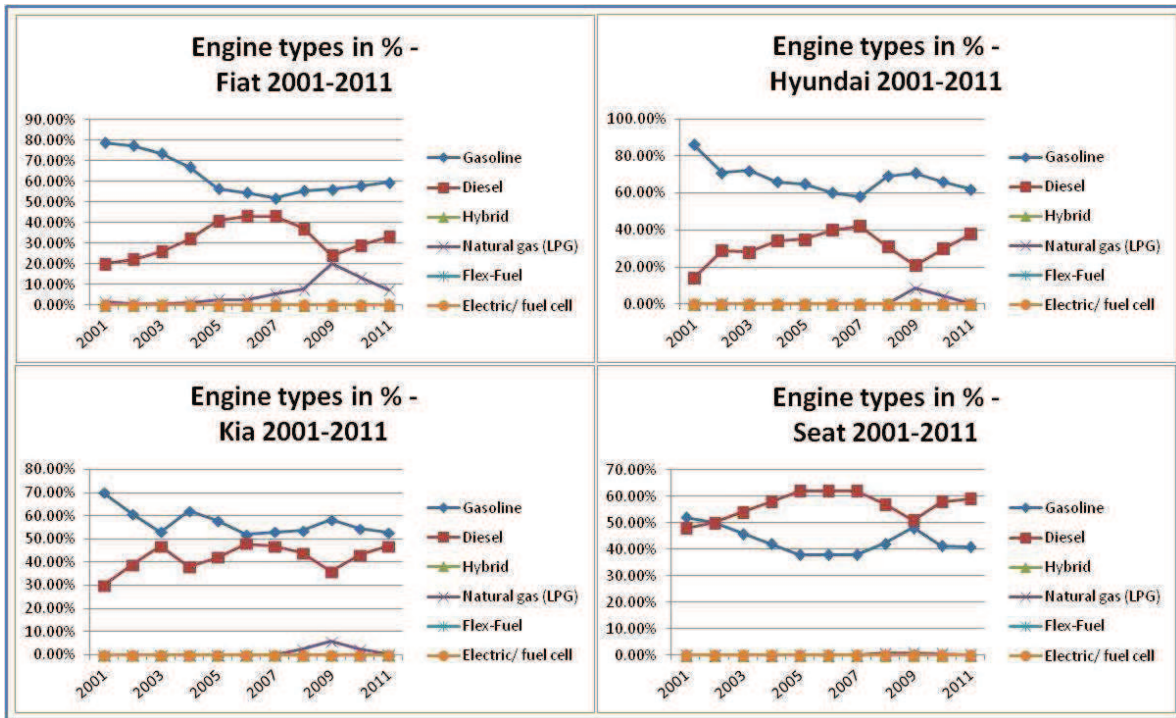 Engine types in % -
Fiat 2001-2011
90.00%
80.00%
70.00%
60.00%
50.00%
40.00%
30.00%
20.00%
10.00%
0.00%
2001
2003
2005
2007
2009
2011
Gasoline
Diesel
Hybrid
Natural gas (LPG)
Flex-Fuel
Electric/ fuel cell
Engine types in % -
Hyundai 2001-2011
100.00%
80.00%
60.00%
40.00%
20.00%
0.00%
2001
2003
2005
2007
2009
2011
Gasoline
Diesel
Hybrid
Natural gas (LPG)
Flex-Fuel
Electric/ fuel cell
Engine types in % -
Kia 2001-2011
80.00%
70.00%
60.00%
50.00%
40.00%
30.00%
20.00%
10.00%
0.00%
2001
2003
2005
2007
2009
2011
Gasoline
Diesel
Hybrid
Natural gas (LPG)
Flex-Fuel
Electric/ fuel cell
Engine types in % -
Seat 2001-2011
70.00%
60.00%
50.00%
40.00%
30.00%
20.00%
10.00%
0.00%
2001
2003
2005
2007
2009
2011
Gasoline
Diesel
Hybrid
Natural gas (LPG)
Flex-Fuel
Electric/ fuel cell